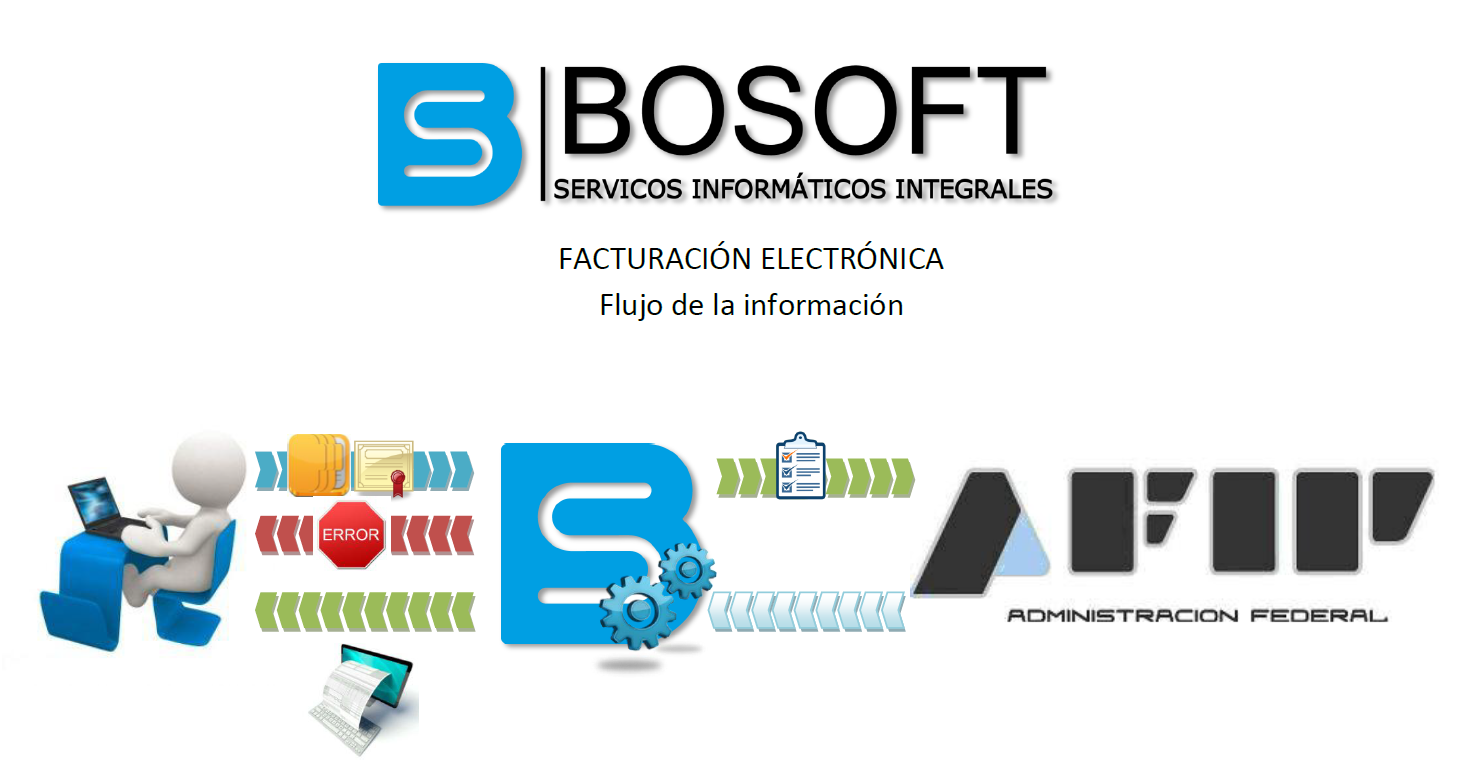 BOSOFT
SERVICOS INFORMÁTICOS INTEGRALES
FACTURACIÓN ELECTRÓNICA
Flujo de la información
ERROR
AFIP
ADMINISTRACION FEDERAL